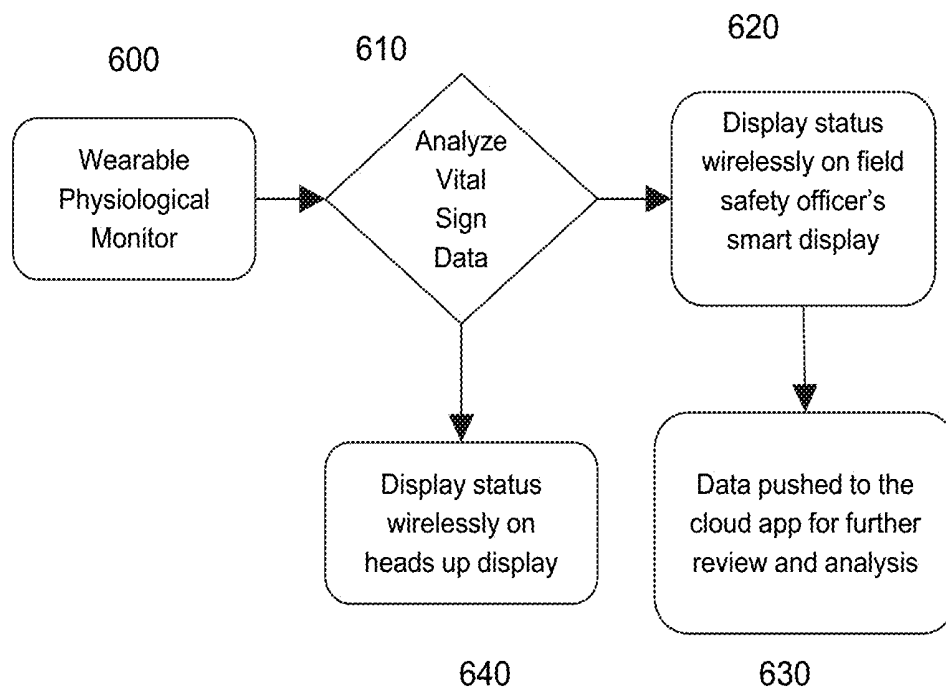 600
Wearable
Physiological
Monitor
610
Analyze
Vital
Sign
Data
620
Display status
wirelessly on field
safety officer's
smart display
Display status
wirelessly on
heads up display
640
Data pushed to the
cloud app for further
review and analysis
630